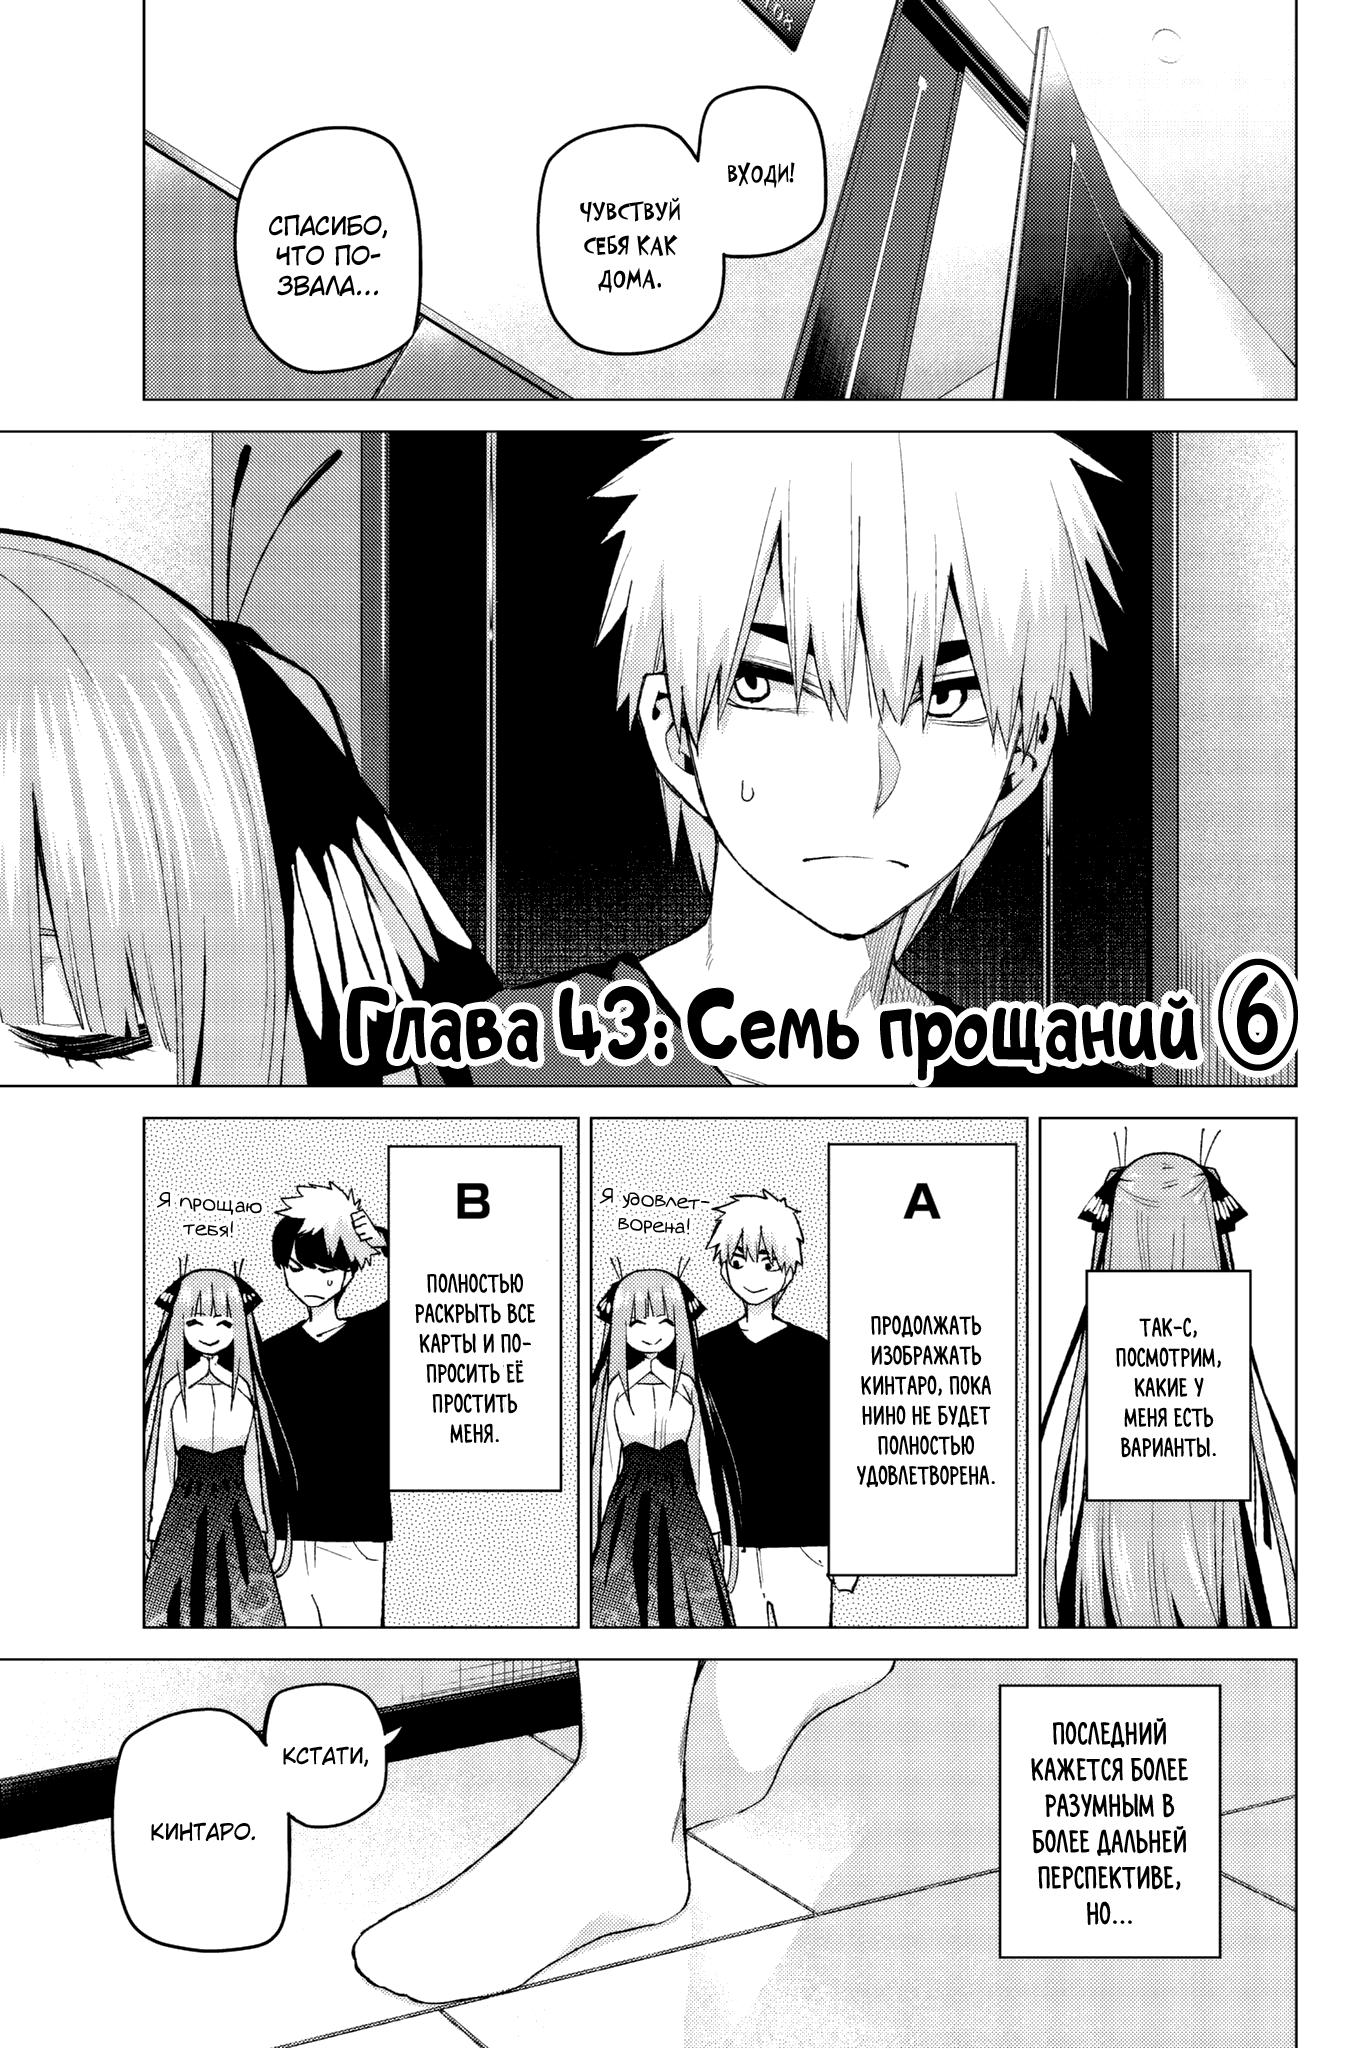 ВХОДИ!
ЧУВСТВУЙ
СЕБЯ КАК
ДОМА.
СПАСИБО,
ЧТО ПО-
ЗВАЛА...
Глава 43: Семь прощаний ⑥
ТАК-С,
ПОСМОТРИМ,
КАКИЕ У
МЕНЯ ЕСТЬ
ВАРИАНТЫ.
A
ПРОДОЛЖАТЬ
ИЗОБРАЖАТЬ
КИНТАРО, ПОКА
НИНО НЕ БУДЕТ
ПОЛНОСТЬЮ
УДОВЛЕТВОРЕНА.
Я удовлет-
ворена!
B
ПОЛНОСТЬЮ
РАСКРЫТЬ ВСЕ
КАРТЫ И ПО-
ПРОСИТЬ ЕЁ
ПРОСТИТЬ
МЕНЯ.
Я прощаю
тебя!
ПОСЛЕДНИЙ
КАЖЕТСЯ БОЛЕЕ
РАЗУМНЫМ В
БОЛЕЕ ДАЛЬНЕЙ
ПЕРСПЕКТИВЕ,
НО...
КСТАТИ,
КИНТАРО.